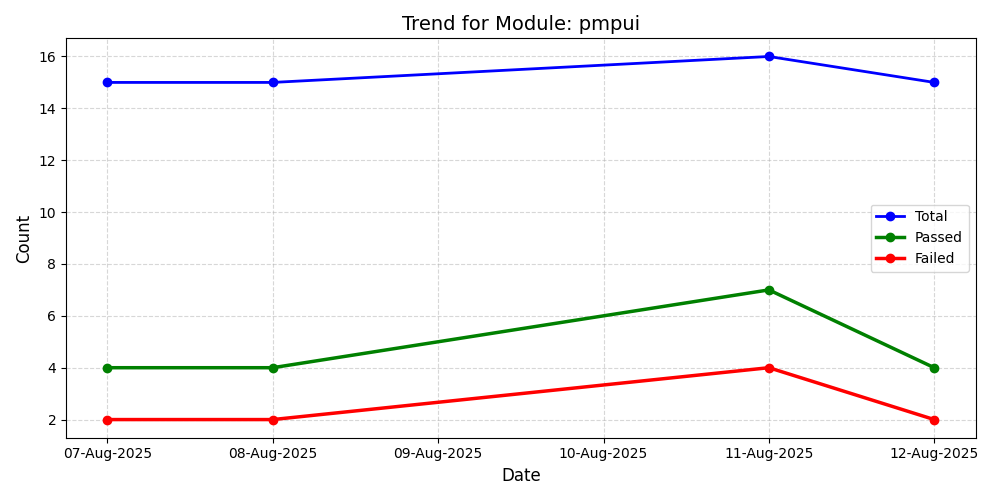 Trend for Module: pmpui
Count
16
14
12
10
8
6
4
2
Total
Passed
Failed
07-Aug-2025
08-Aug-2025
09-Aug-2025
10-Aug-2025
11-Aug-2025
12-Aug-2025
Date